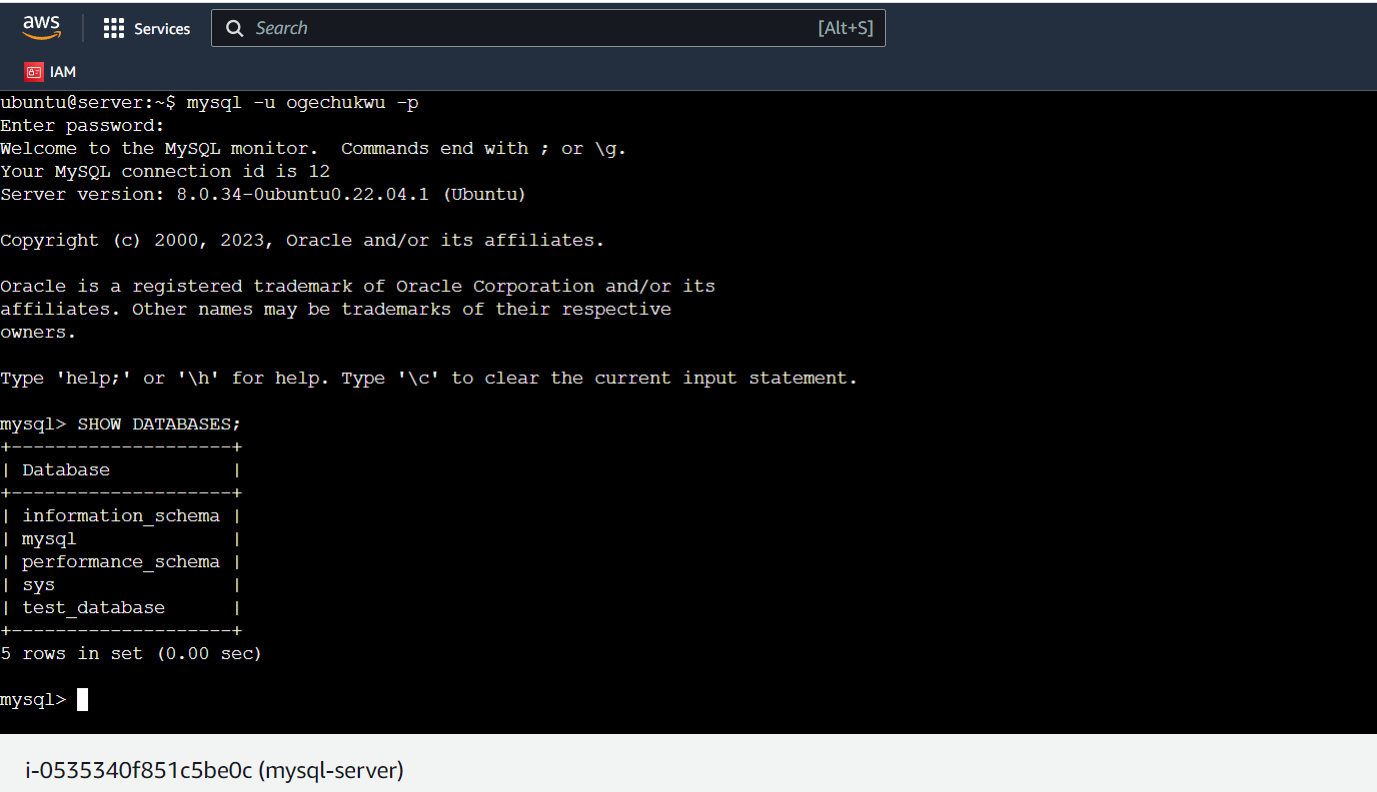 aws
Services
Search
[Alt+S]
IAM
ubuntu@server:~$ mysql -u ogechukwu -p
Enter password:
Welcome to the MySQL monitor.  Commands end with ; or \g.
Your MySQL connection id is 12
Server version: 8.0.34-0ubuntu0.22.04.1 (Ubuntu)

Copyright (c) 2000, 2023, Oracle and/or its affiliates.

Oracle is a registered trademark of Oracle Corporation and/or its
affiliates. Other names may be trademarks of their respective
owners.

Type 'help;' or '\h' for help. Type '\c' to clear the current input statement.

mysql> SHOW DATABASES;
+--------------------+
| Database           |
+--------------------+
| information_schema |
| mysql              |
| performance_schema |
| sys                |
| test_database      |
+--------------------+
5 rows in set (0.00 sec)

mysql>
i-0535340f851c5be0c (mysql-server)